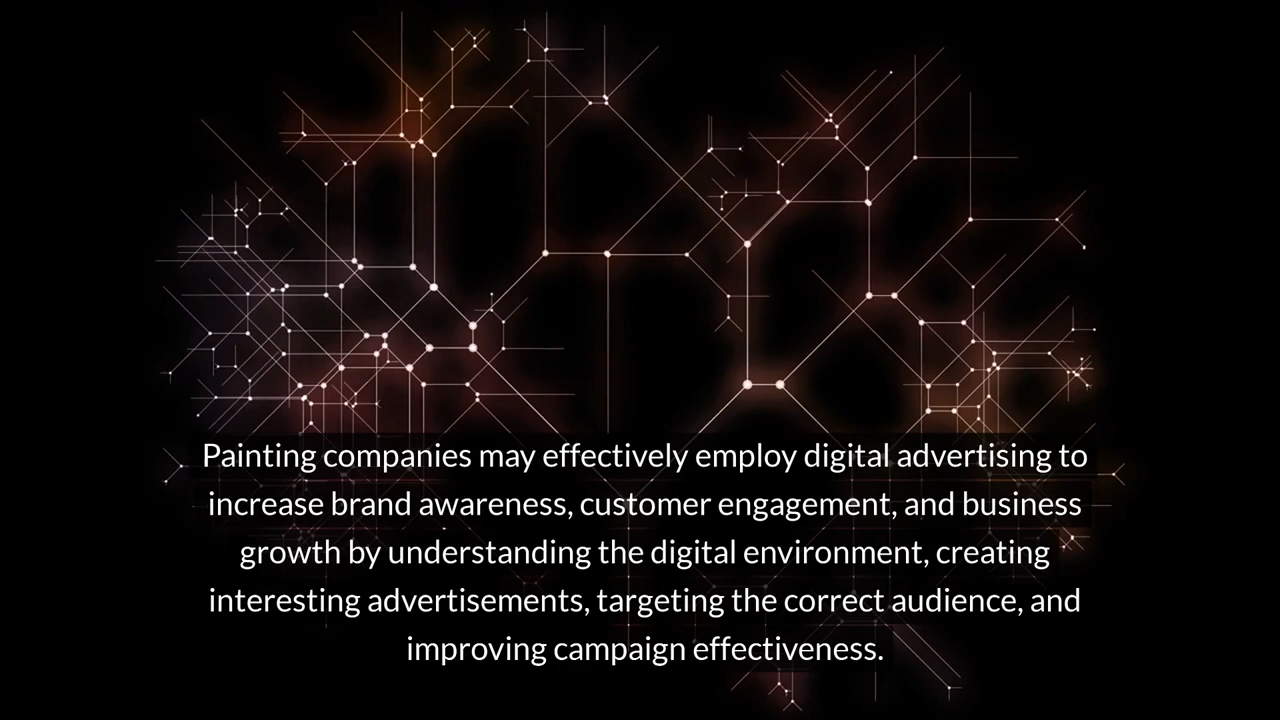 Painting companies may effectively employ digital advertising to
increase brand awareness, customer engagement, and business
growth by understanding the digital environment, creating
interesting advertisements, targeting the correct audience, and
improving campaign effectiveness.